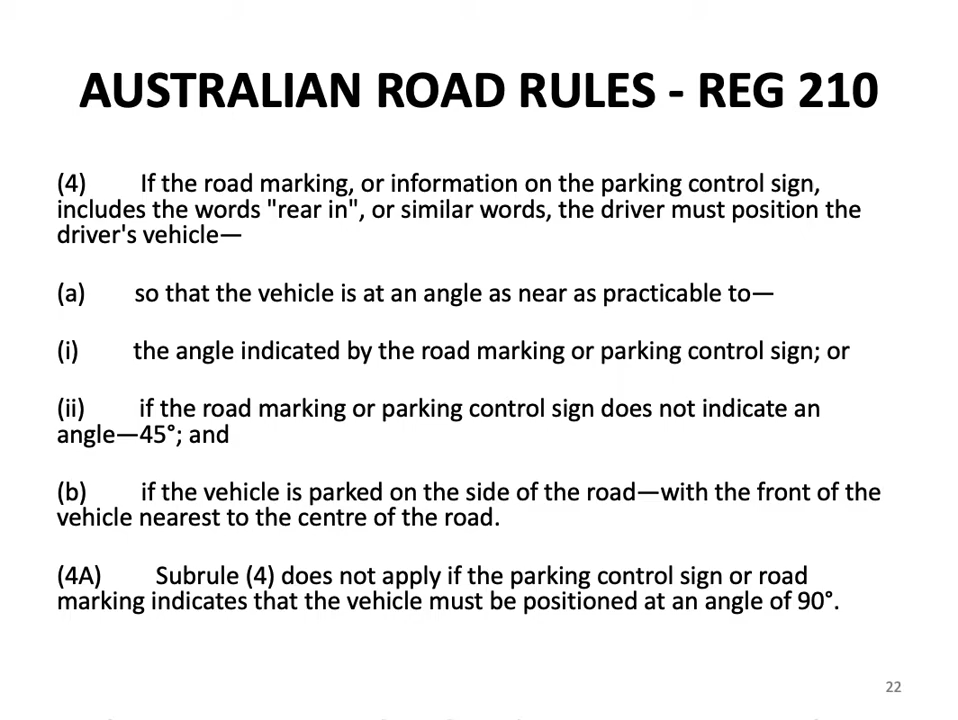 AUSTRALIAN ROAD RULES - REG 210
(4) If the road marking, or information on the parking control sign,
includes the words "rear in", or similar words, the driver must position the
driver's vehicle—
(a) so that the vehicle is at an angle as near as practicable to—
(i) the angle indicated by the road marking or parking control sign; or
(ii) if the road marking or parking control sign does not indicate an
angle—45°; and
(b) if the vehicle is parked on the side of the road—with the front of the
vehicle nearest to the centre of the road.
(4A) Subrule (4) does not apply if the parking control sign or road
marking indicates that the vehicle must be positioned at an angle of 90°.
22